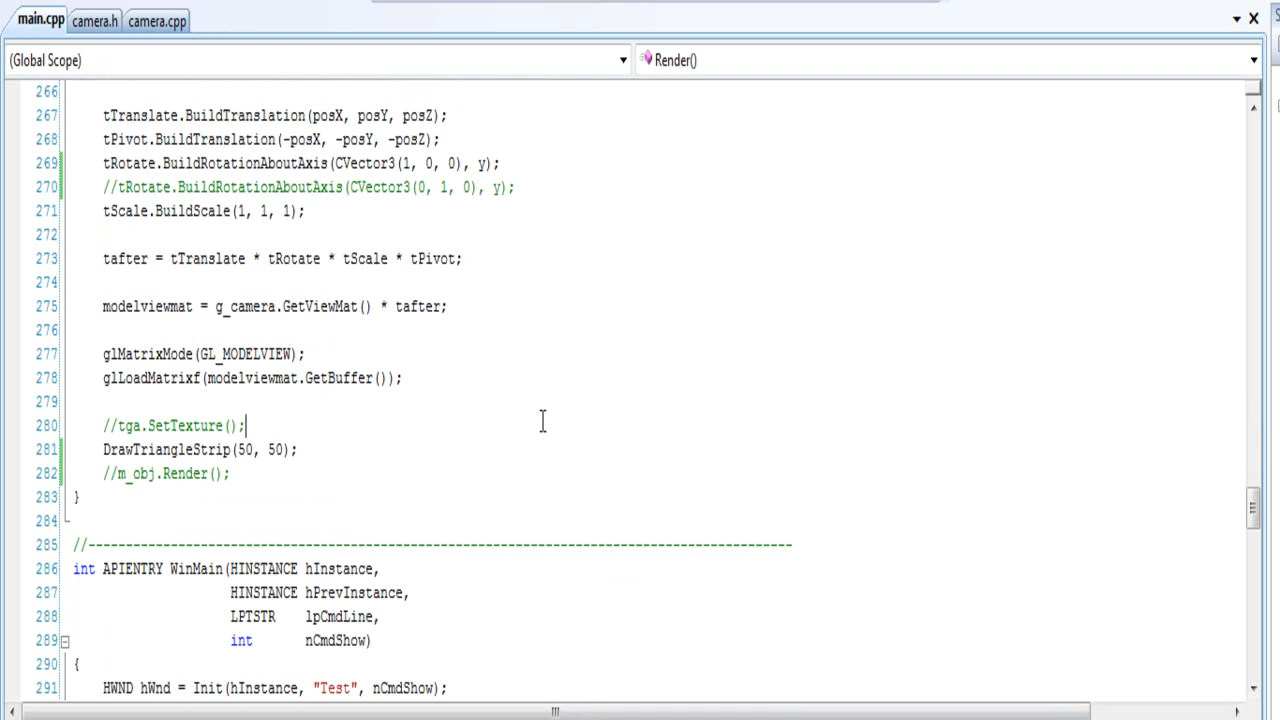 main.cpp camera.h camera.cpp
(Global Scope) Render()
266
267 tTranslate.BuildTranslation(posX, posY, posZ);
268 tPivot.BuildTranslation(-posX, -posY, -posZ);
269 tRotate.BuildRotationAboutAxis(CVector3(1, 0, 0), y);
270 //tRotate.BuildRotationAboutAxis(CVector3(0, 1, 0), y);
271 tScale.BuildScale(1, 1, 1);
272
273 tafter = tTranslate * tRotate * tScale * tPivot;
274
275 modelviewmat = g_camera.GetViewMat() * tafter;
276
277 glMatrixMode(GL_MODELVIEW);
278 glLoadMatrixf(modelviewmat.GetBuffer());
279
280 //tga.SetTexture();
281 DrawTriangleStrip(50, 50);
282 //m_obj.Render();
283 }
284
285 //----------------------------------------------------------------------------------------------
286 int APIENTRY WinMain(HINSTANCE hInstance,
287 HINSTANCE hPrevInstance,
288 LPTSTR lpCmdLine,
289 int nCmdShow)
290 {
291 HWND hWnd = Init(hInstance, "Test", nCmdShow);